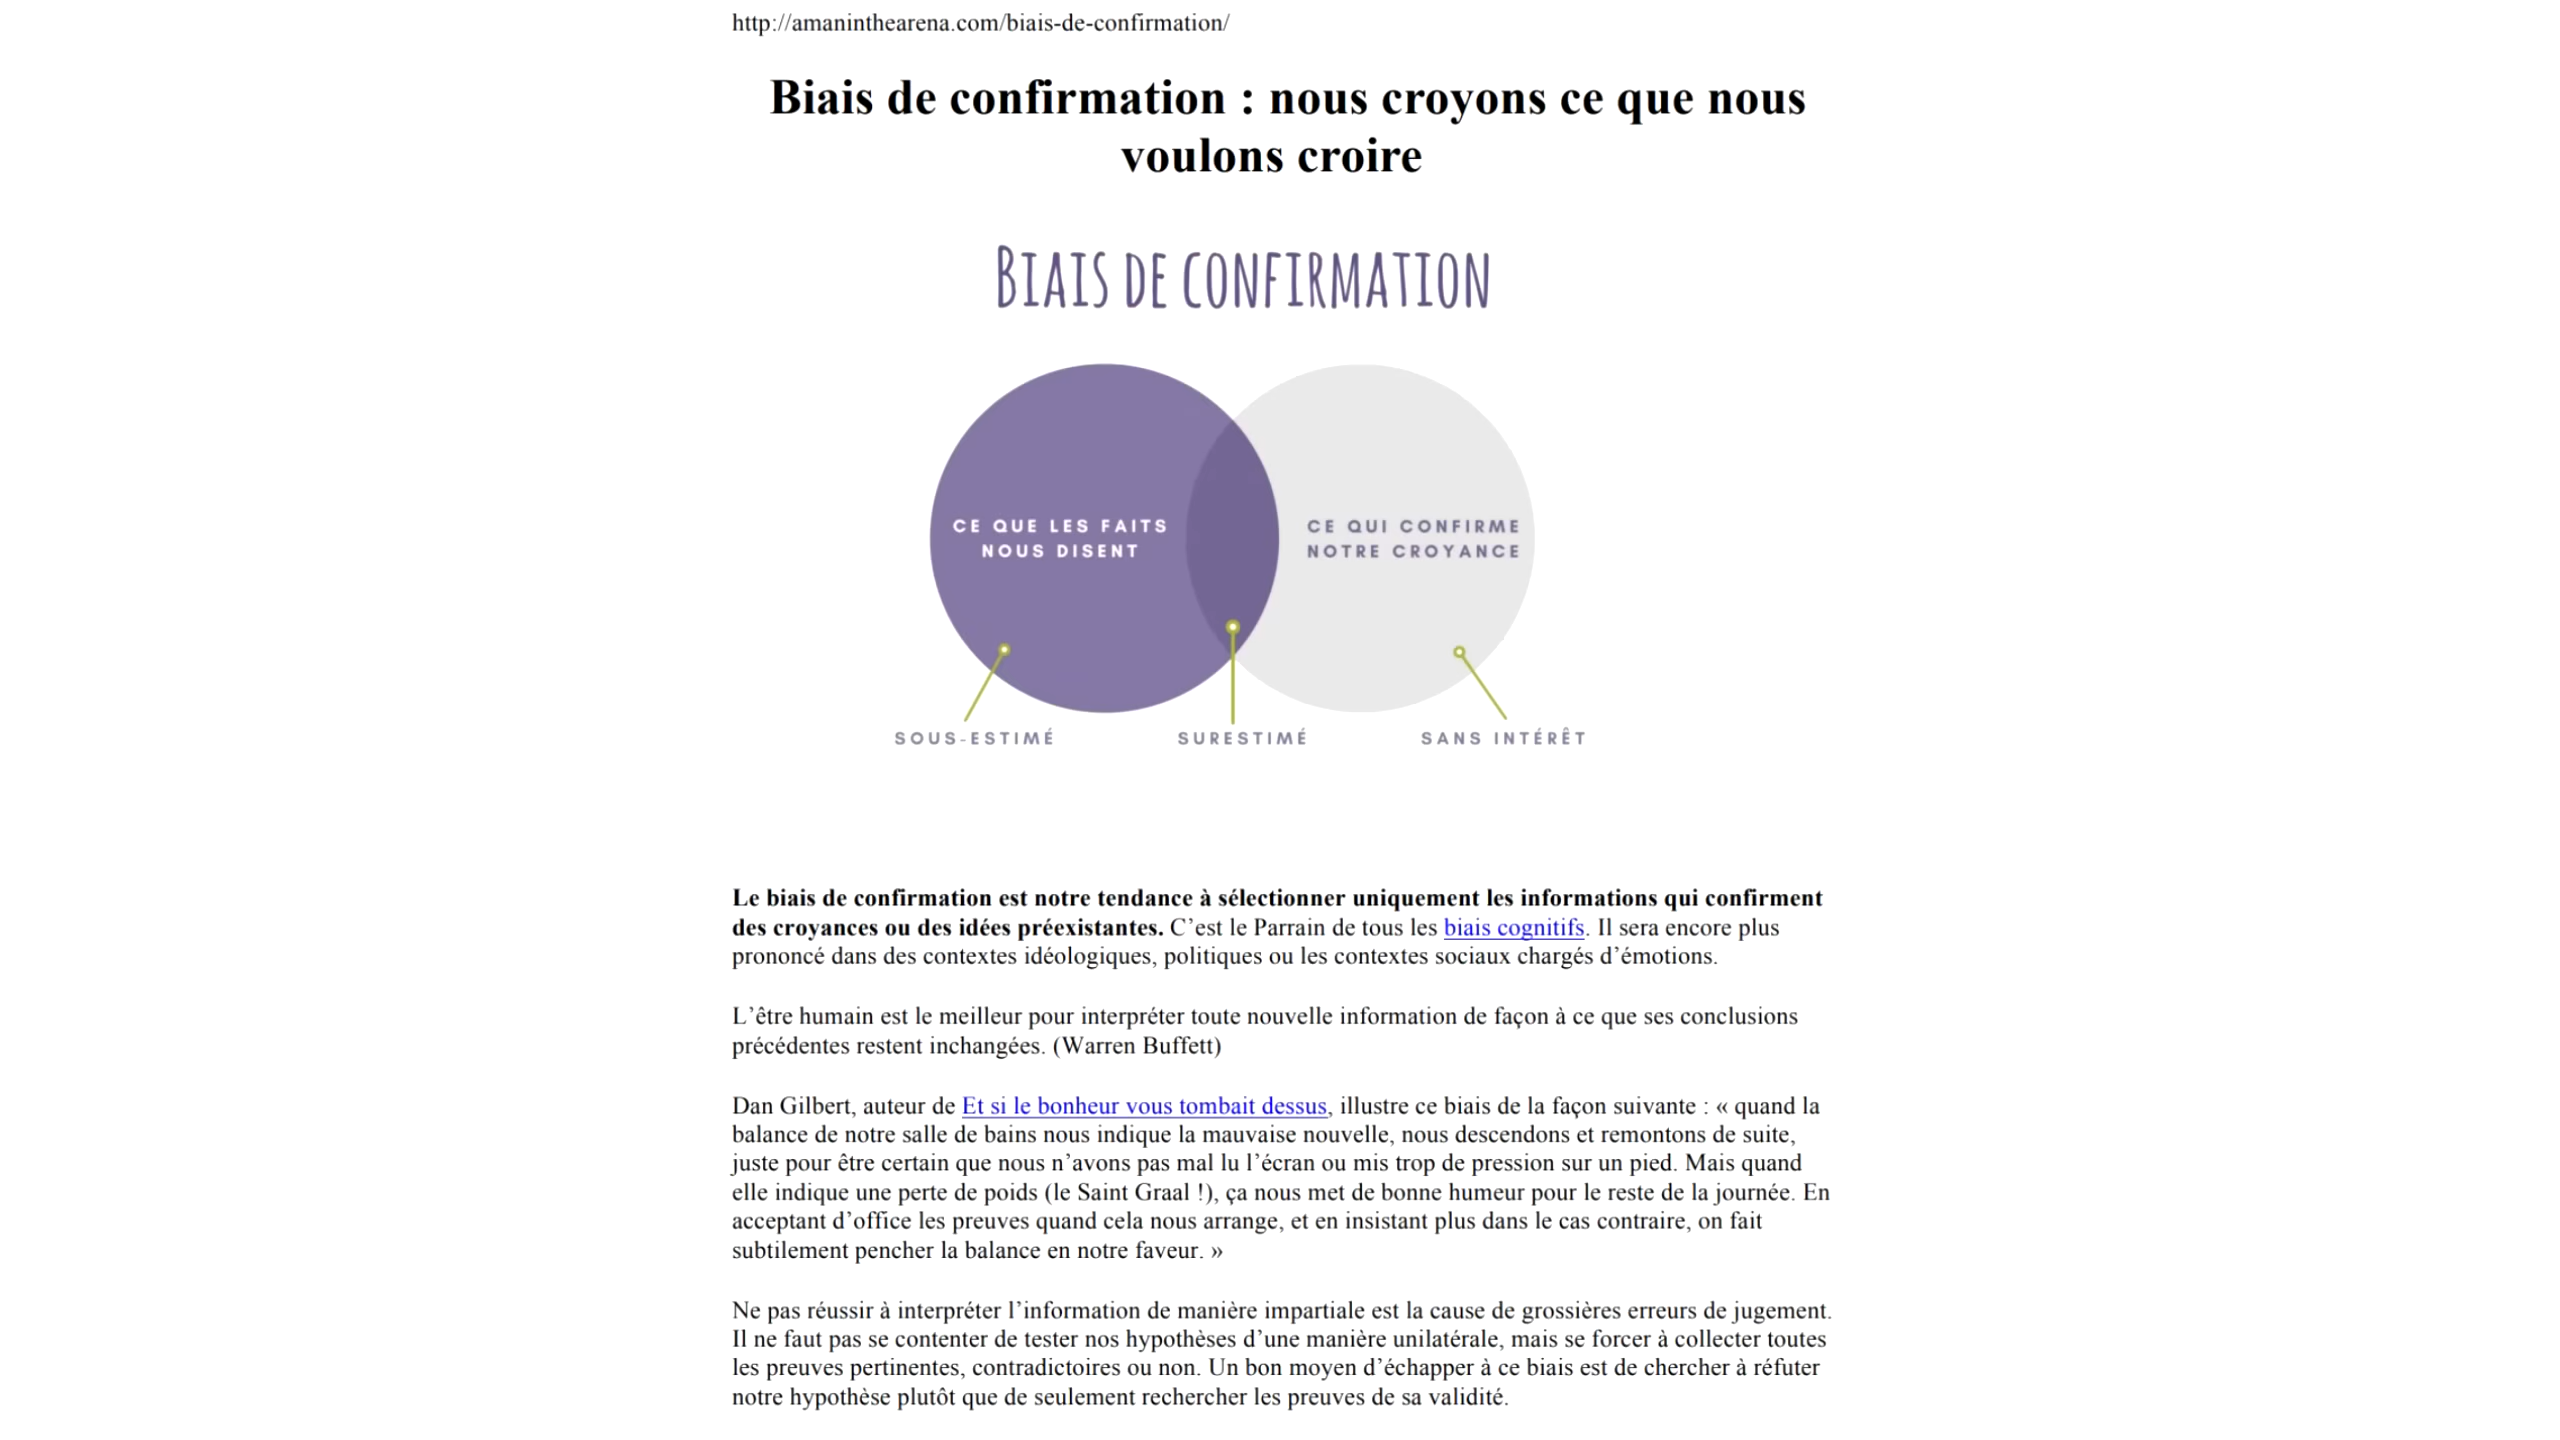 http://amaninthearena.com/biais-de-confirmation/
Biais de confirmation : nous croyons ce que nous
voulons croire
BIAIS DE CONFIRMATION
CE QUE LES FAITS
NOUS DISENT
CE QUI CONFIRME
NOTRE CROYANCE
SOUS-ESTIMÉ
SURESTIMÉ
SANS INTÉRÊT
Le biais de confirmation est notre tendance à sélectionner uniquement les informations qui confirment
des croyances ou des idées préexistantes. C’est le Parrain de tous les biais cognitifs. Il sera encore plus
prononcé dans des contextes idéologiques, politiques ou les contextes sociaux chargés d’émotions.
L’être humain est le meilleur pour interpréter toute nouvelle information de façon à ce que ses conclusions
précédentes restent inchangées. (Warren Buffett)
Dan Gilbert, auteur de Et si le bonheur vous tombait dessus, illustre ce biais de la façon suivante : « quand la
balance de notre salle de bains nous indique la mauvaise nouvelle, nous descendons et remontons de suite,
juste pour être certain que nous n’avons pas mal lu l’écran ou mis trop de pression sur un pied. Mais quand
elle indique une perte de poids (le Saint Graal !), ça nous met de bonne humeur pour le reste de la journée. En
acceptant d’office les preuves quand cela nous arrange, et en insistant plus dans le cas contraire, on fait
subtilement pencher la balance en notre faveur. »
Ne pas réussir à interpréter l’information de manière impartiale est la cause de grossières erreurs de jugement.
Il ne faut pas se contenter de tester nos hypothèses d’une manière unilatérale, mais se forcer à collecter toutes
les preuves pertinentes, contradictoires ou non. Un bon moyen d’échapper à ce biais est de chercher à réfuter
notre hypothèse plutôt que de seulement rechercher les preuves de sa validité.